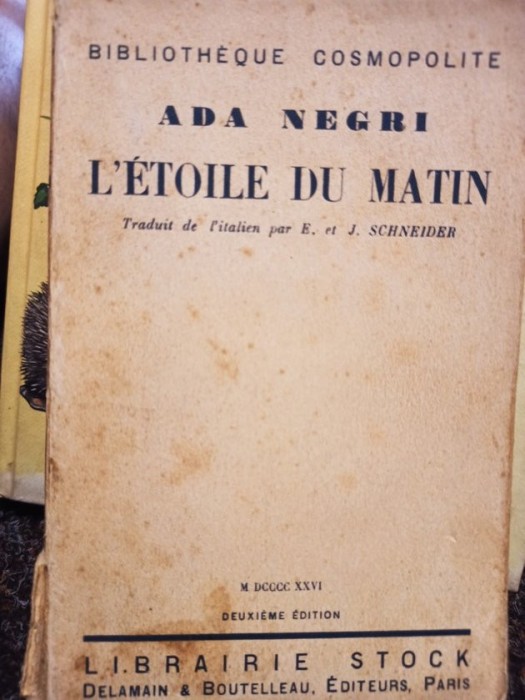 BIBLIOTHÈQUE COSMOPOLITE
ADA NEGRI
L'ÉTOILE DU MATIN
Traduit de l'italien par E. et J. SCHNEIDER
M DCCCC XXVI
DEUXIÈME ÉDITION
LIBRAIRIE STOCK
DELAMAIN & BOUTELLEAU, ÉDITEURS, PARIS